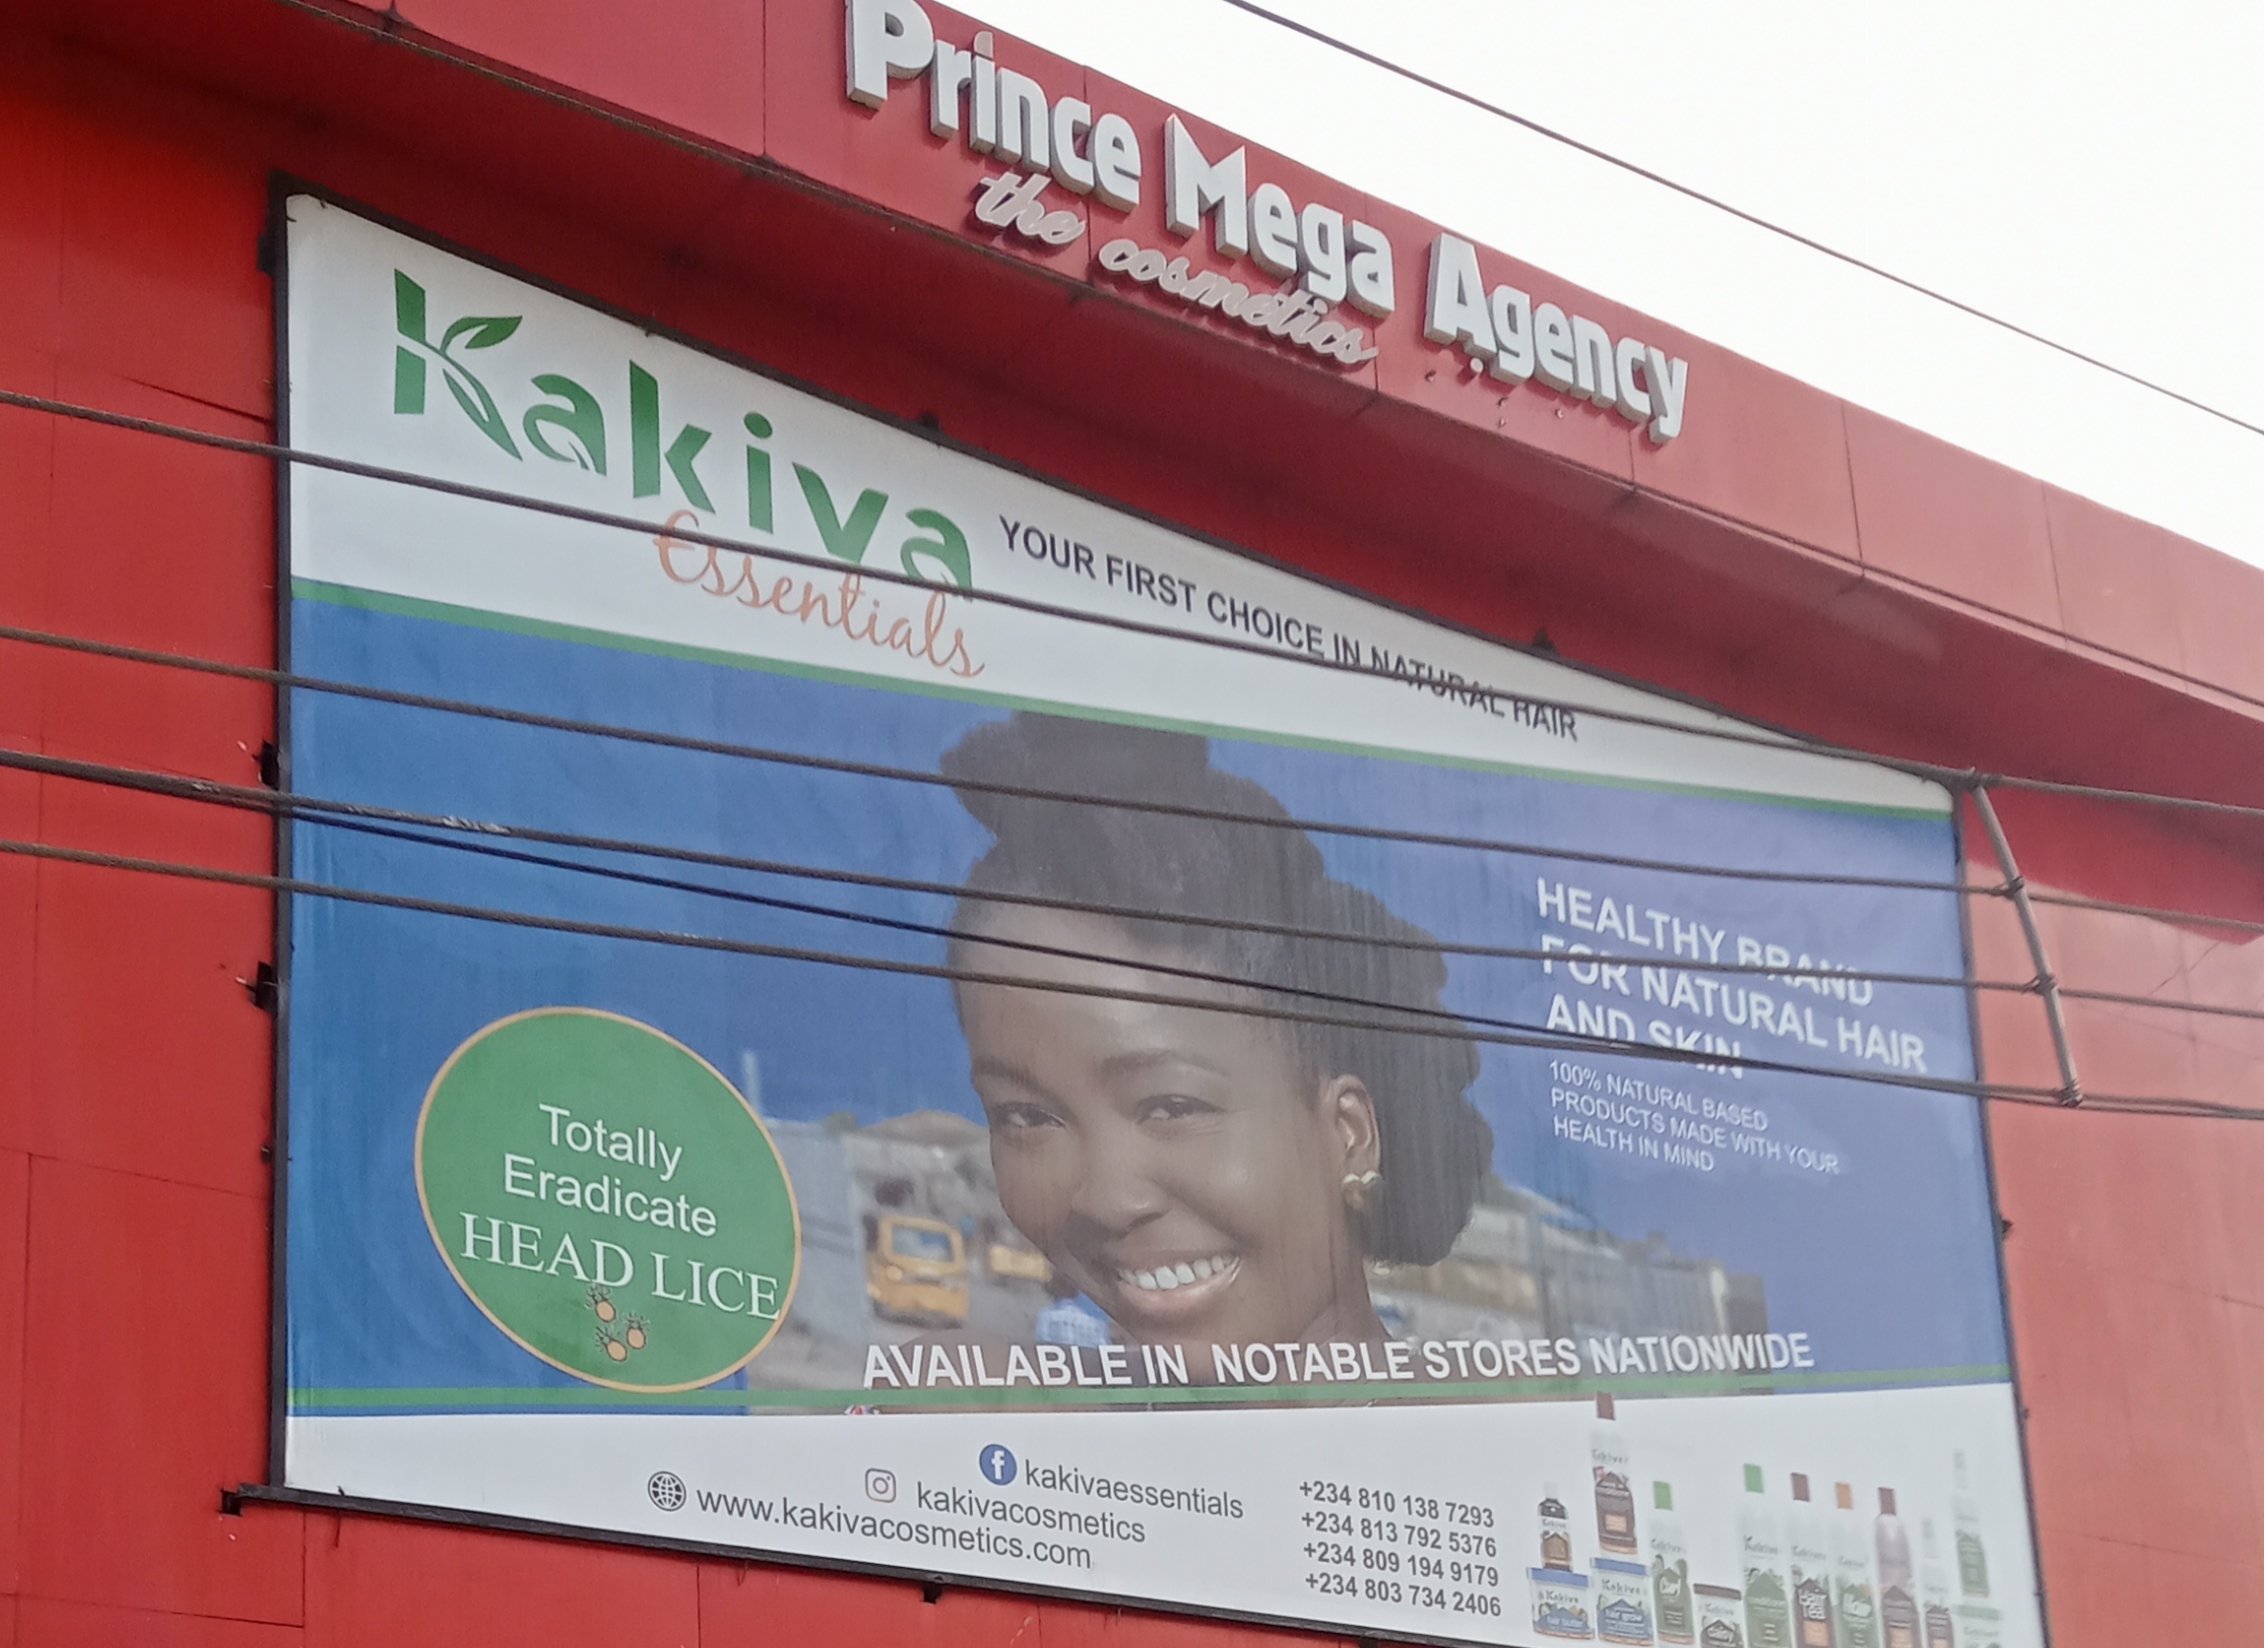 Prince Mega Agency
the cosmetics
Kakiva
Essentials
YOUR FIRST CHOICE IN NATURAL HAIR
HEALTHY BRAND
FOR NATURAL HAIR
AND SKIN
100% NATURAL BASED
PRODUCTS MADE WITH YOUR
HEALTH IN MIND
Totally
Eradicate
HEAD LICE
AVAILABLE IN NOTABLE STORES NATIONWIDE
kakivaessentials
kakivacosmetics
www.kakivacosmetics.com
+234 810 138 7293
+234 813 792 5376
+234 809 194 9179
+234 803 734 2406